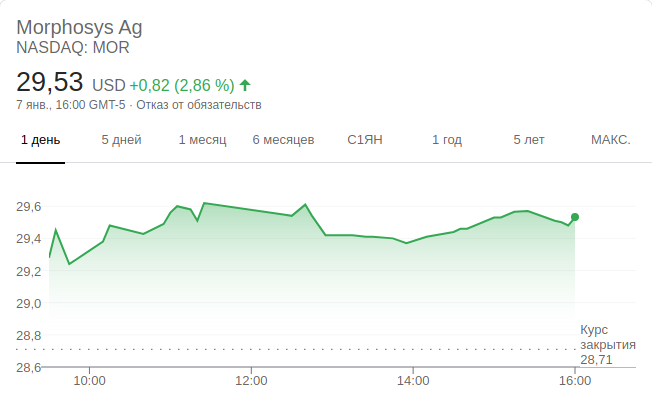 Morphosys Ag
NASDAQ: MOR
29,53 USD +0,82 (2,86 %)
7 янв., 16:00 GMT-5 · Отказ от обязательств
1 день 5 дней 1 месяц 6 месяцев С1ЯН 1 год 5 лет МАКС.
29,6
29,4
29,2
29,0
28,8
28,6
Курс
закрытия
28,71
10:00 12:00 14:00 16:00